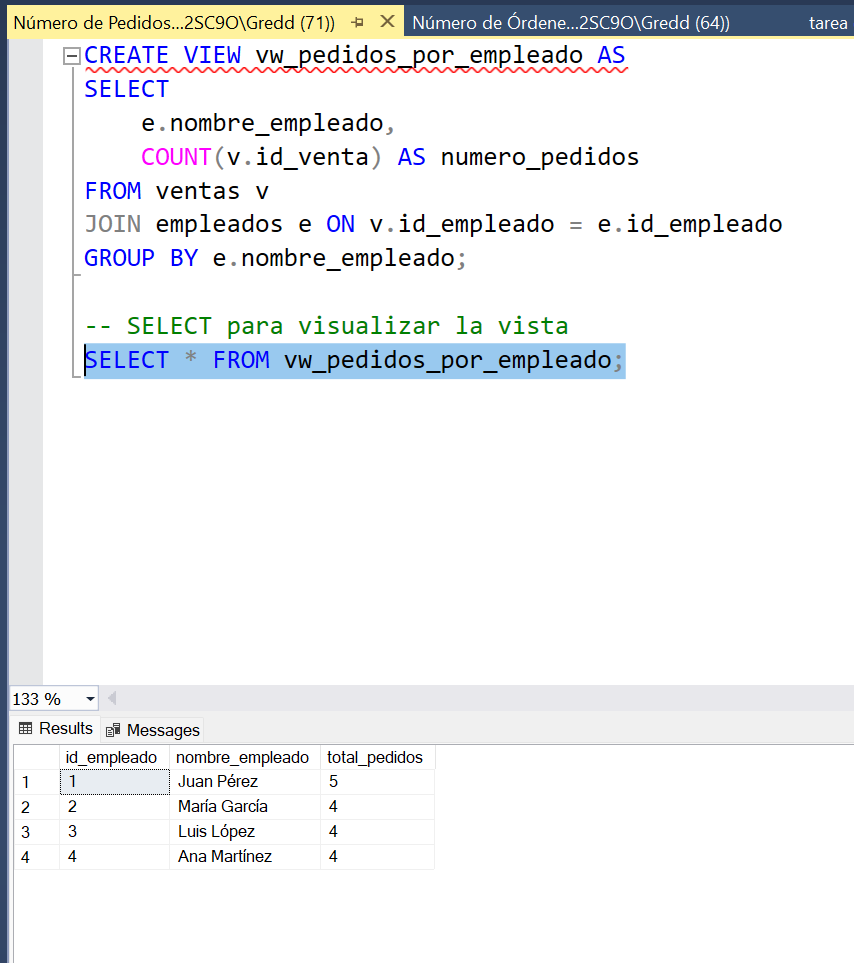 Número de Pedidos...2SC9O\Gredd (71)) Número de Órdene...2SC9O\Gredd (64)) tarea
CREATE VIEW vw_pedidos_por_empleado AS
SELECT
e.nombre_empleado,
COUNT(v.id_venta) AS numero_pedidos
FROM ventas v
JOIN empleados e ON v.id_empleado = e.id_empleado
GROUP BY e.nombre_empleado;
-- SELECT para visualizar la vista
SELECT * FROM vw_pedidos_por_empleado;
133 %
Results Messages
id_empleado nombre_empleado total_pedidos
1 1 Juan Pérez 5
2 2 María García 4
3 3 Luis López 4
4 4 Ana Martínez 4